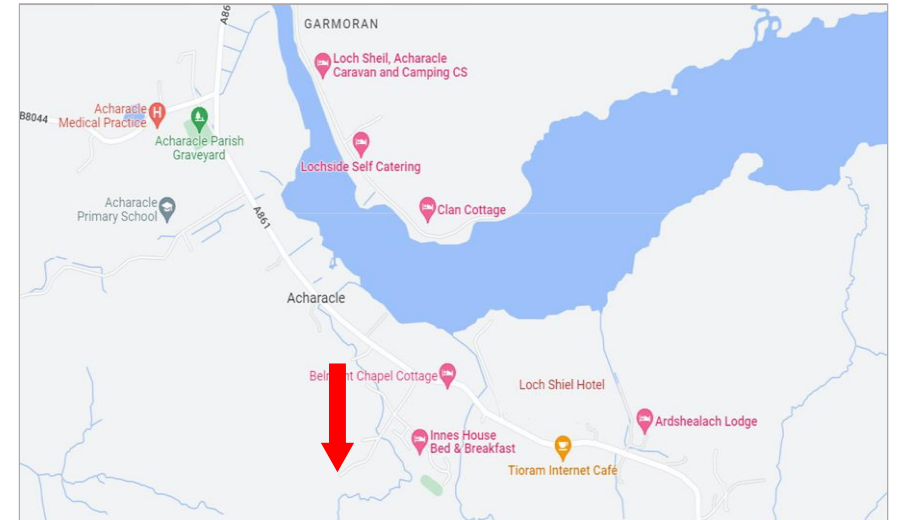 A86
GARMORAN
Loch Sheil, Acharacle
Caravan and Camping CS
B8044
Acharacle
Medical Practice
Acharacle Parish
Graveyard
Lochside Self Catering
Acharacle
Primary School
Clan Cottage
A861
Acharacle
Chapel Cottage
Loch Shiel Hotel
Ardshealach Lodge
Innes House
Bed & Breakfast
Tioram Internet Cafe